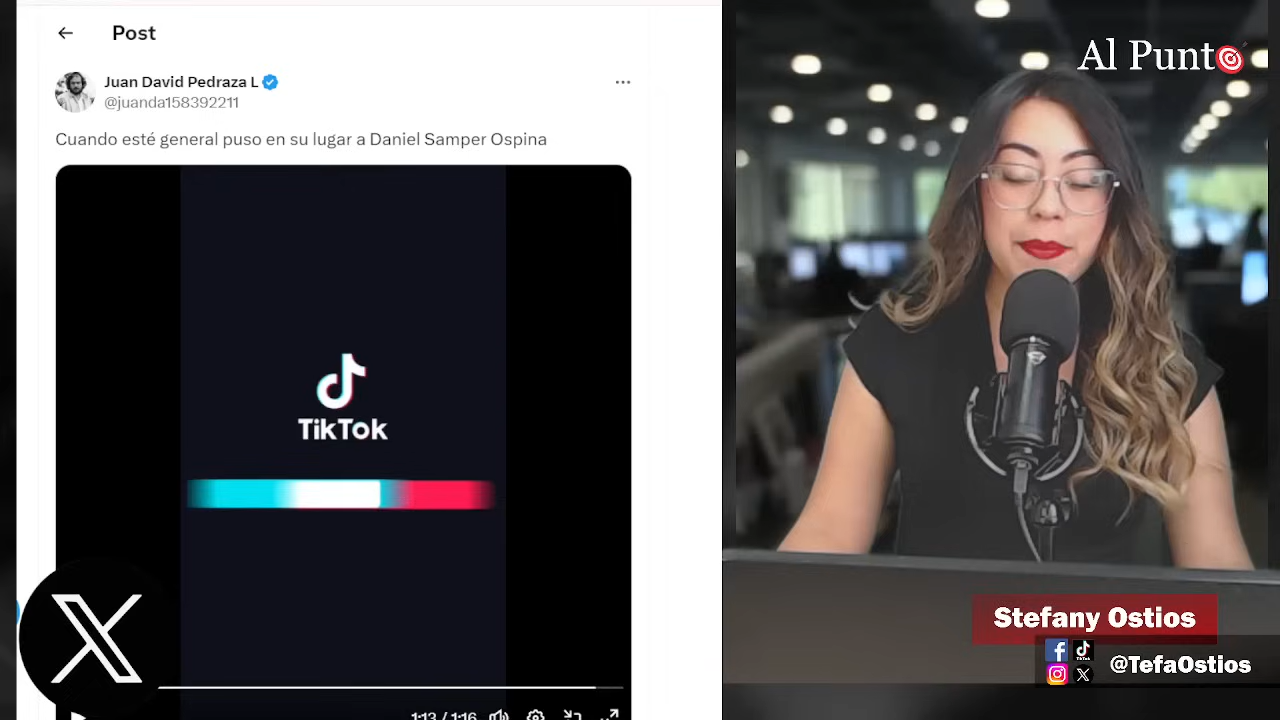 Post
Juan David Pedraza L
@juanda158392211
Cuando esté general puso en su lugar a Daniel Samper Ospina
TikTok
1:13 / 1:16
Al Punto
Stefany Ostios
@TefaOstios